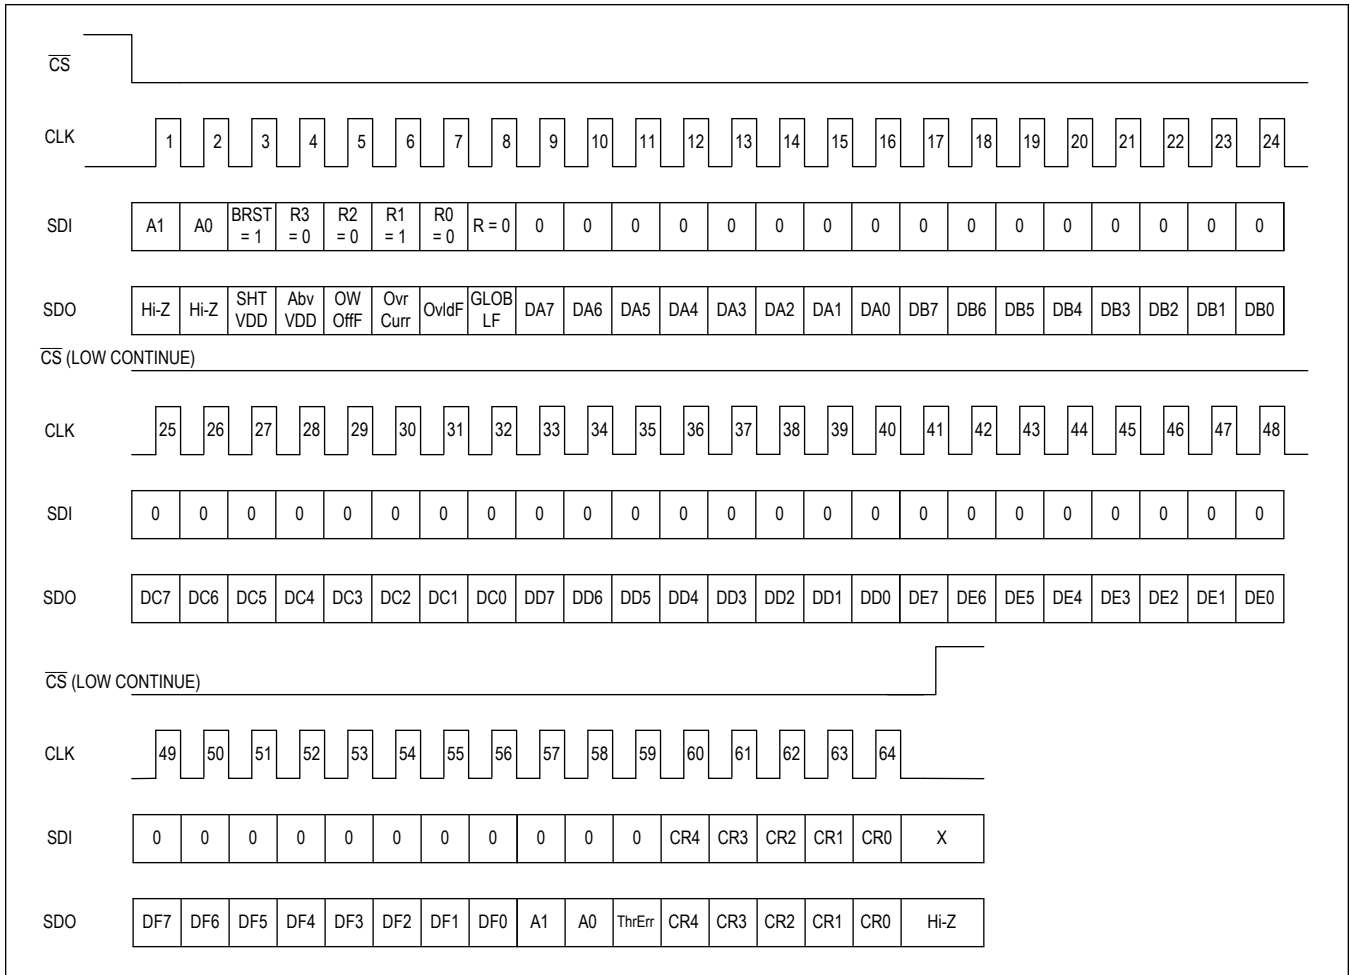 CS
CLK 1 2 3 4 5 6 7 8 9 10 11 12 13 14 15 16 17 18 19 20 21 22 23 24
SDI A1 A0 BRST = 1 R3 = 0 R2 = 0 R1 = 1 R0 = 0 R = 0 0 0 0 0 0 0 0 0 0 0 0 0 0 0 0 0
SDO Hi-Z Hi-Z SHT VDD Abv VDD OW OffF Ovr Curr OvldF GLOB LF DA7 DA6 DA5 DA4 DA3 DA2 DA1 DA0 DB7 DB6 DB5 DB4 DB3 DB2 DB1 DB0
CS (LOW CONTINUE)
CLK 25 26 27 28 29 30 31 32 33 34 35 36 37 38 39 40 41 42 43 44 45 46 47 48
SDI 0 0 0 0 0 0 0 0 0 0 0 0 0 0 0 0 0 0 0 0 0 0 0 0
SDO DC7 DC6 DC5 DC4 DC3 DC2 DC1 DC0 DD7 DD6 DD5 DD4 DD3 DD2 DD1 DD0 DE7 DE6 DE5 DE4 DE3 DE2 DE1 DE0
CS (LOW CONTINUE)
CLK 49 50 51 52 53 54 55 56 57 58 59 60 61 62 63 64
SDI 0 0 0 0 0 0 0 0 0 0 0 CR4 CR3 CR2 CR1 CR0 X
SDO DF7 DF6 DF5 DF4 DF3 DF2 DF1 DF0 A1 A0 ThrErr CR4 CR3 CR2 CR1 CR0 Hi-Z